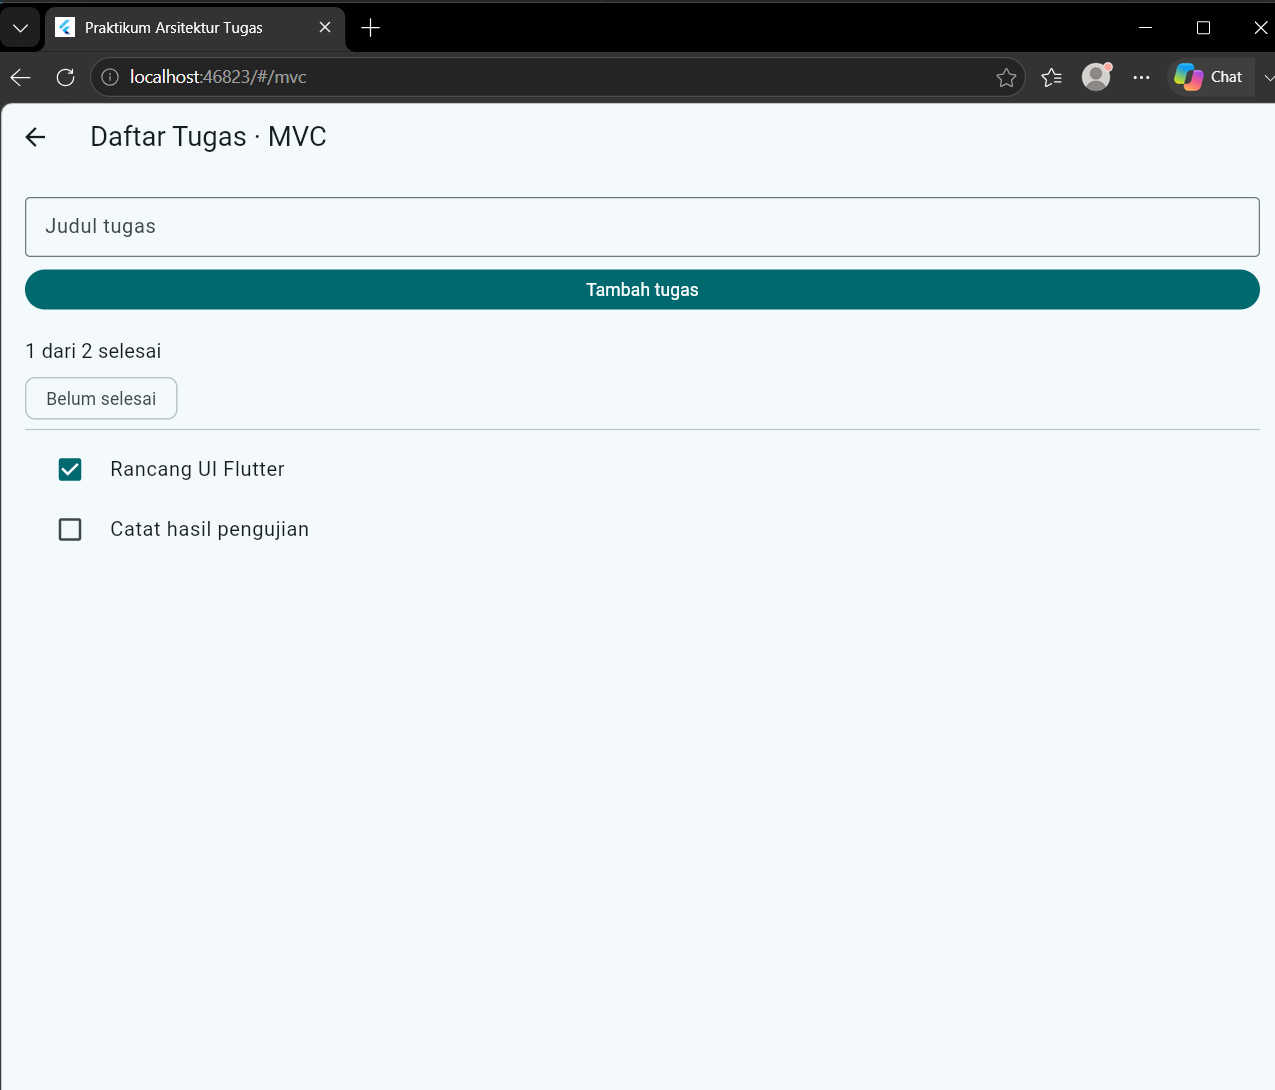 Praktikum Arsitektur Tugas
localhost:46823/#/mvc
Chat
Daftar Tugas · MVC
Judul tugas
Tambah tugas
1 dari 2 selesai
Belum selesai
Rancang UI Flutter
Catat hasil pengujian